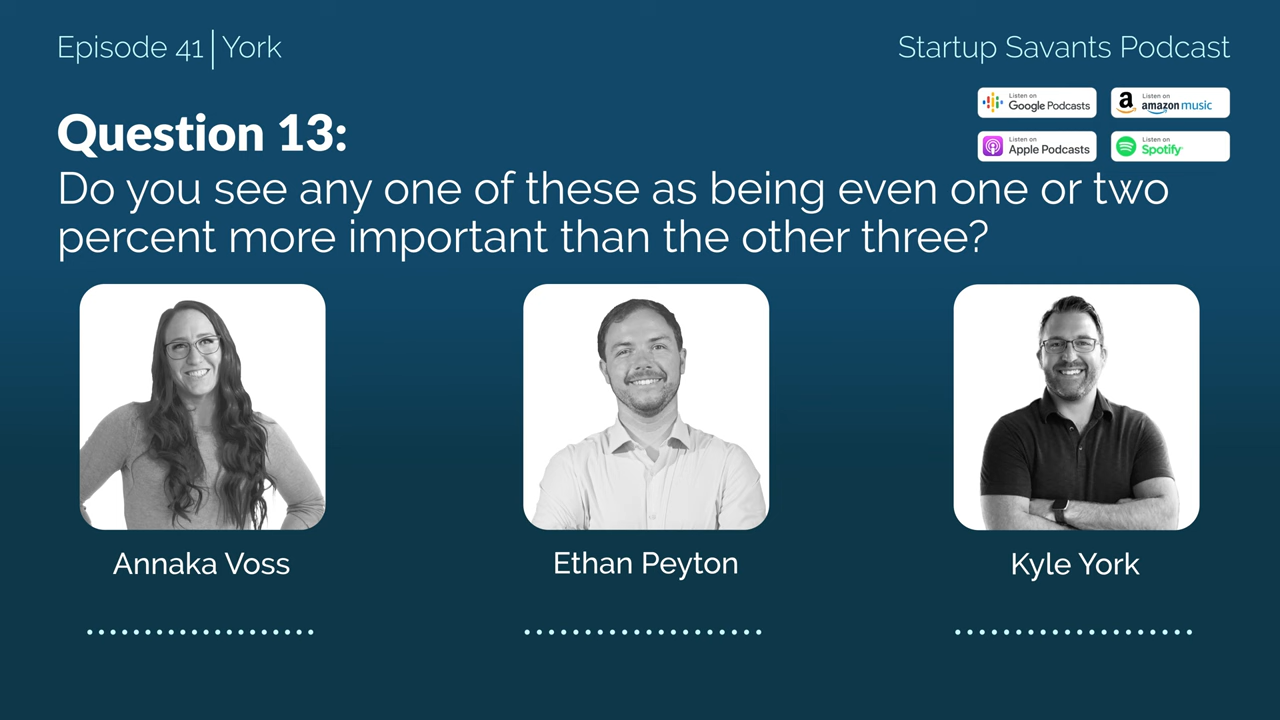 Episode 41 | York
Startup Savants Podcast
Listen on
Google Podcasts
Listen on
amazon music
Listen on
Apple Podcasts
Listen on
Spotify
Question 13:
Do you see any one of these as being even one or two
percent more important than the other three?
Annaka Voss
Ethan Peyton
Kyle York